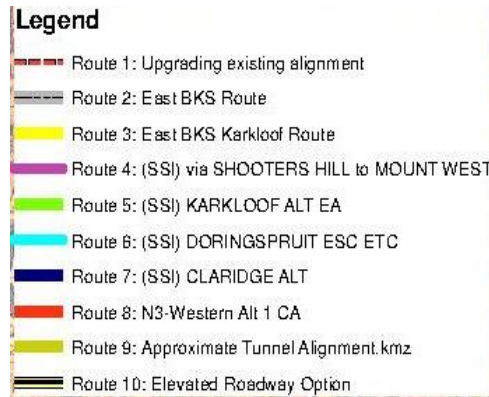 Legend
Route 1: Upgrading existing alignment
Route 2: East BKS Route
Route 3: East BKS Karkloof Route
Route 4: (SSI) via SHOOTERS HILL to MOUNT WEST
Route 5: (SSI) KARKLOOF ALT EA
Route 6: (SSI) DORINGSPRUIT ESC ETC
Route 7: (SSI) CLARIDGE ALT
Route 8: N3-Western Alt 1 CA
Route 9: Approximate Tunnel Alignment.kmz
Route 10: Elevated Roadway Option